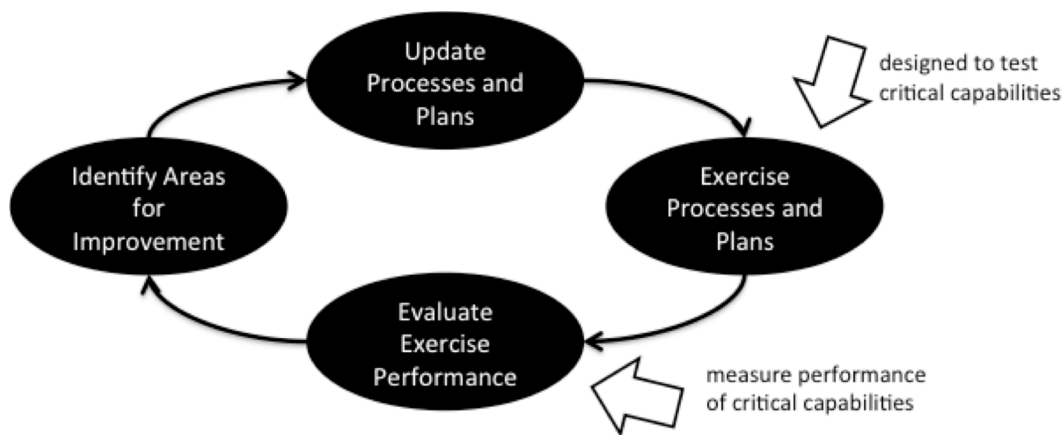 Update
Processes and
Plans
designed to test
critical capabilities
Identify Areas
for
Improvement
Exercise
Processes and
Plans
Evaluate
Exercise
Performance
measure performance
of critical capabilities